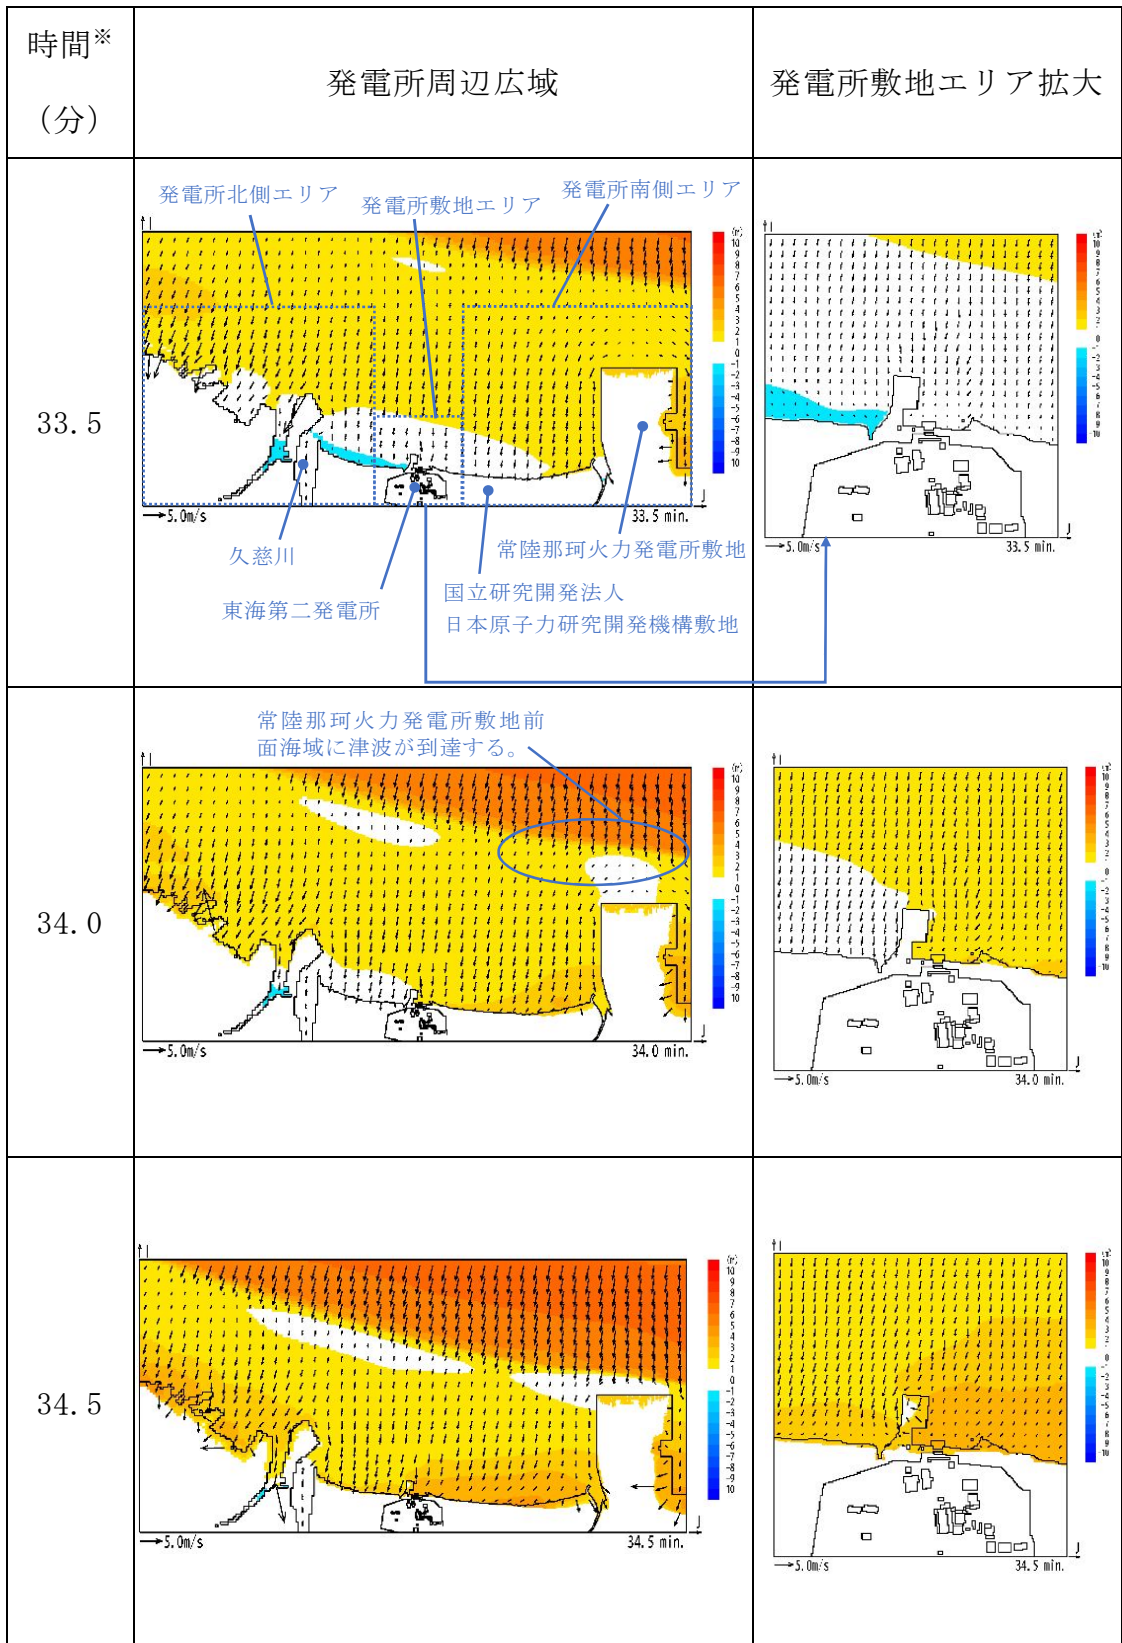 時間※
(分)
発電所周辺広域
発電所敷地エリア拡大
33.5
発電所北側エリア
発電所敷地エリア
発電所南側エリア
久慈川
東海第二発電所
国立研究開発法人
日本原子力研究開発機構敷地
常陸那珂火力発電所敷地
→5.0m/s
33.5 min.
→5.0m/s
33.5 min.
34.0
常陸那珂火力発電所敷地前
面海域に津波が到達する。
→5.0m/s
34.0 min.
→5.0m/s
34.0 min.
34.5
→5.0m/s
34.5 min.
→5.0m/s
34.5 min.